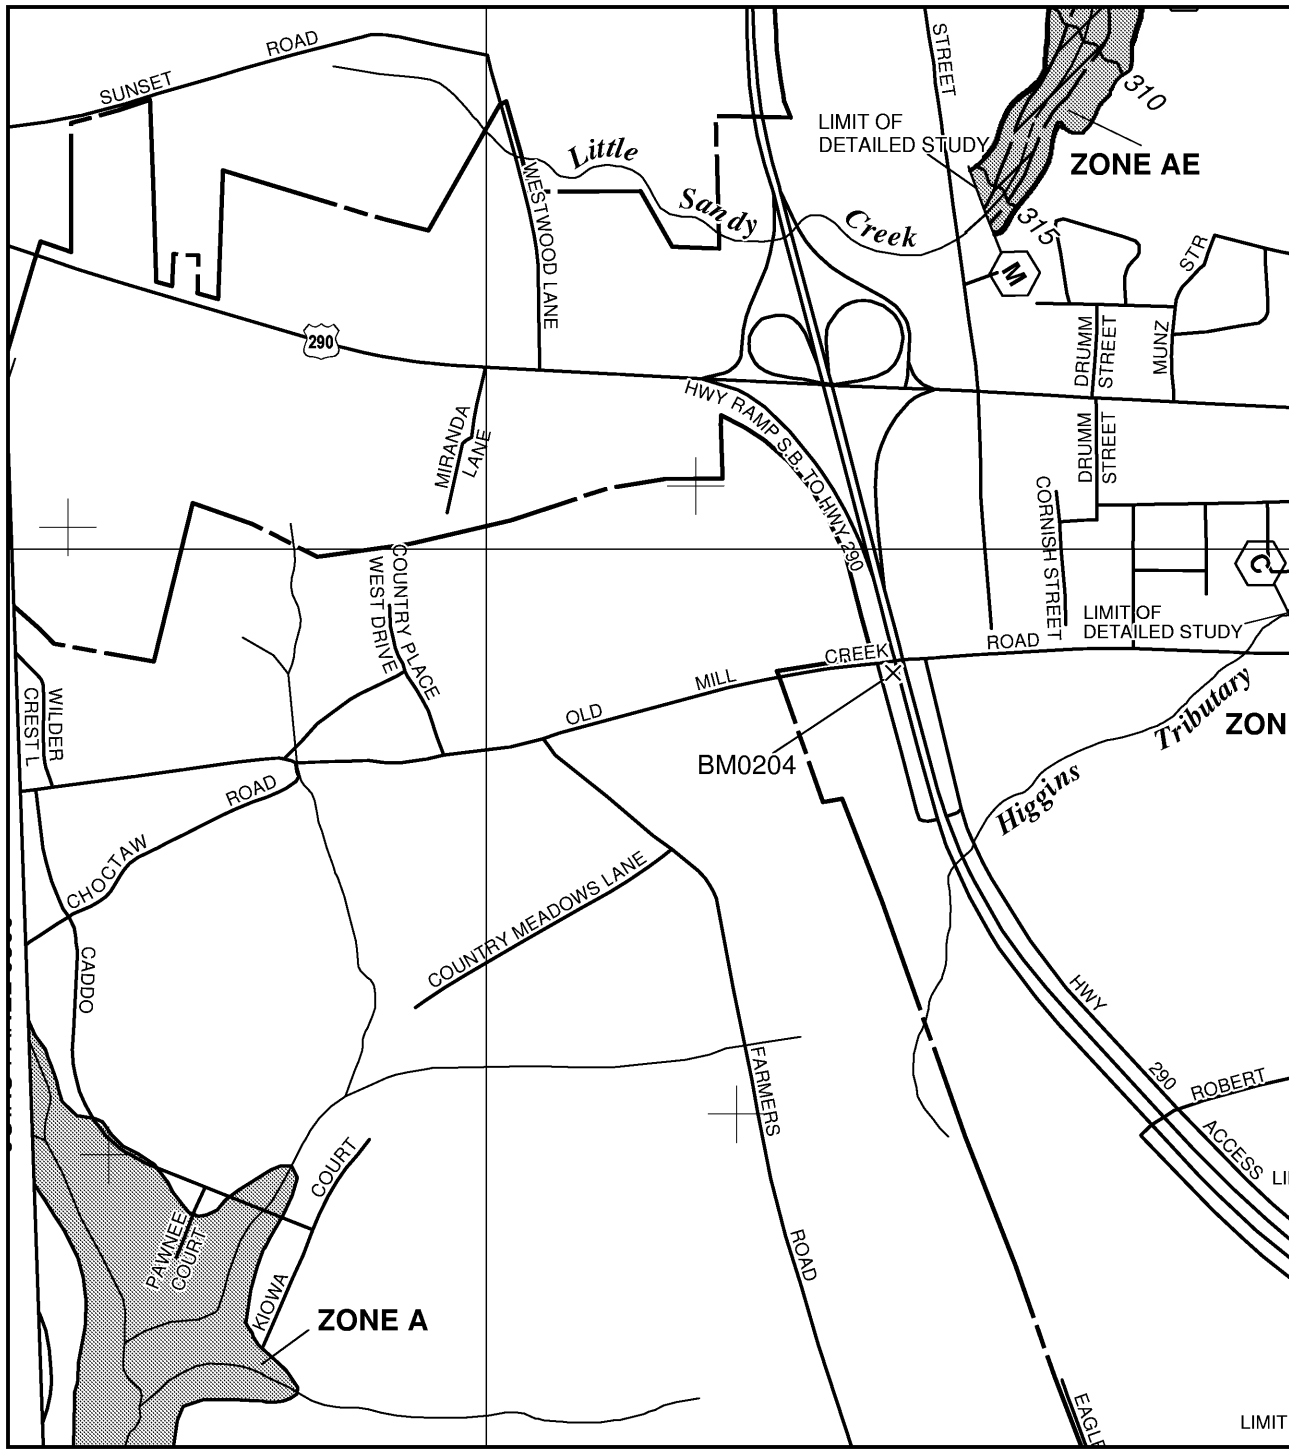 SUNSET ROAD
STREET
310
LIMIT OF
DETAILED STUDY
ZONE AE
Little Sandy Creek
WESTWOOD LANE
315
M
STR
MUNZ
290
DRUMM
STREET
HWY RAMP S.B. TO HWY 290
MIRANDA
LANE
DRUMM
STREET
CORNISH STREET
C
COUNTRY PLACE
WEST DRIVE
LIMIT OF
DETAILED STUDY
OLD MILL CREEK ROAD
WILDER
CREST L
BM0204
Higgins Tributary
ZON
CHOCTAW ROAD
COUNTRY MEADOWS LANE
CADDO
HWY 290 ACCESS
FARMERS ROAD
ROBERT
LI
PAWNEE
COURT
KIOWA COURT
ZONE A
EAGL
LIMIT